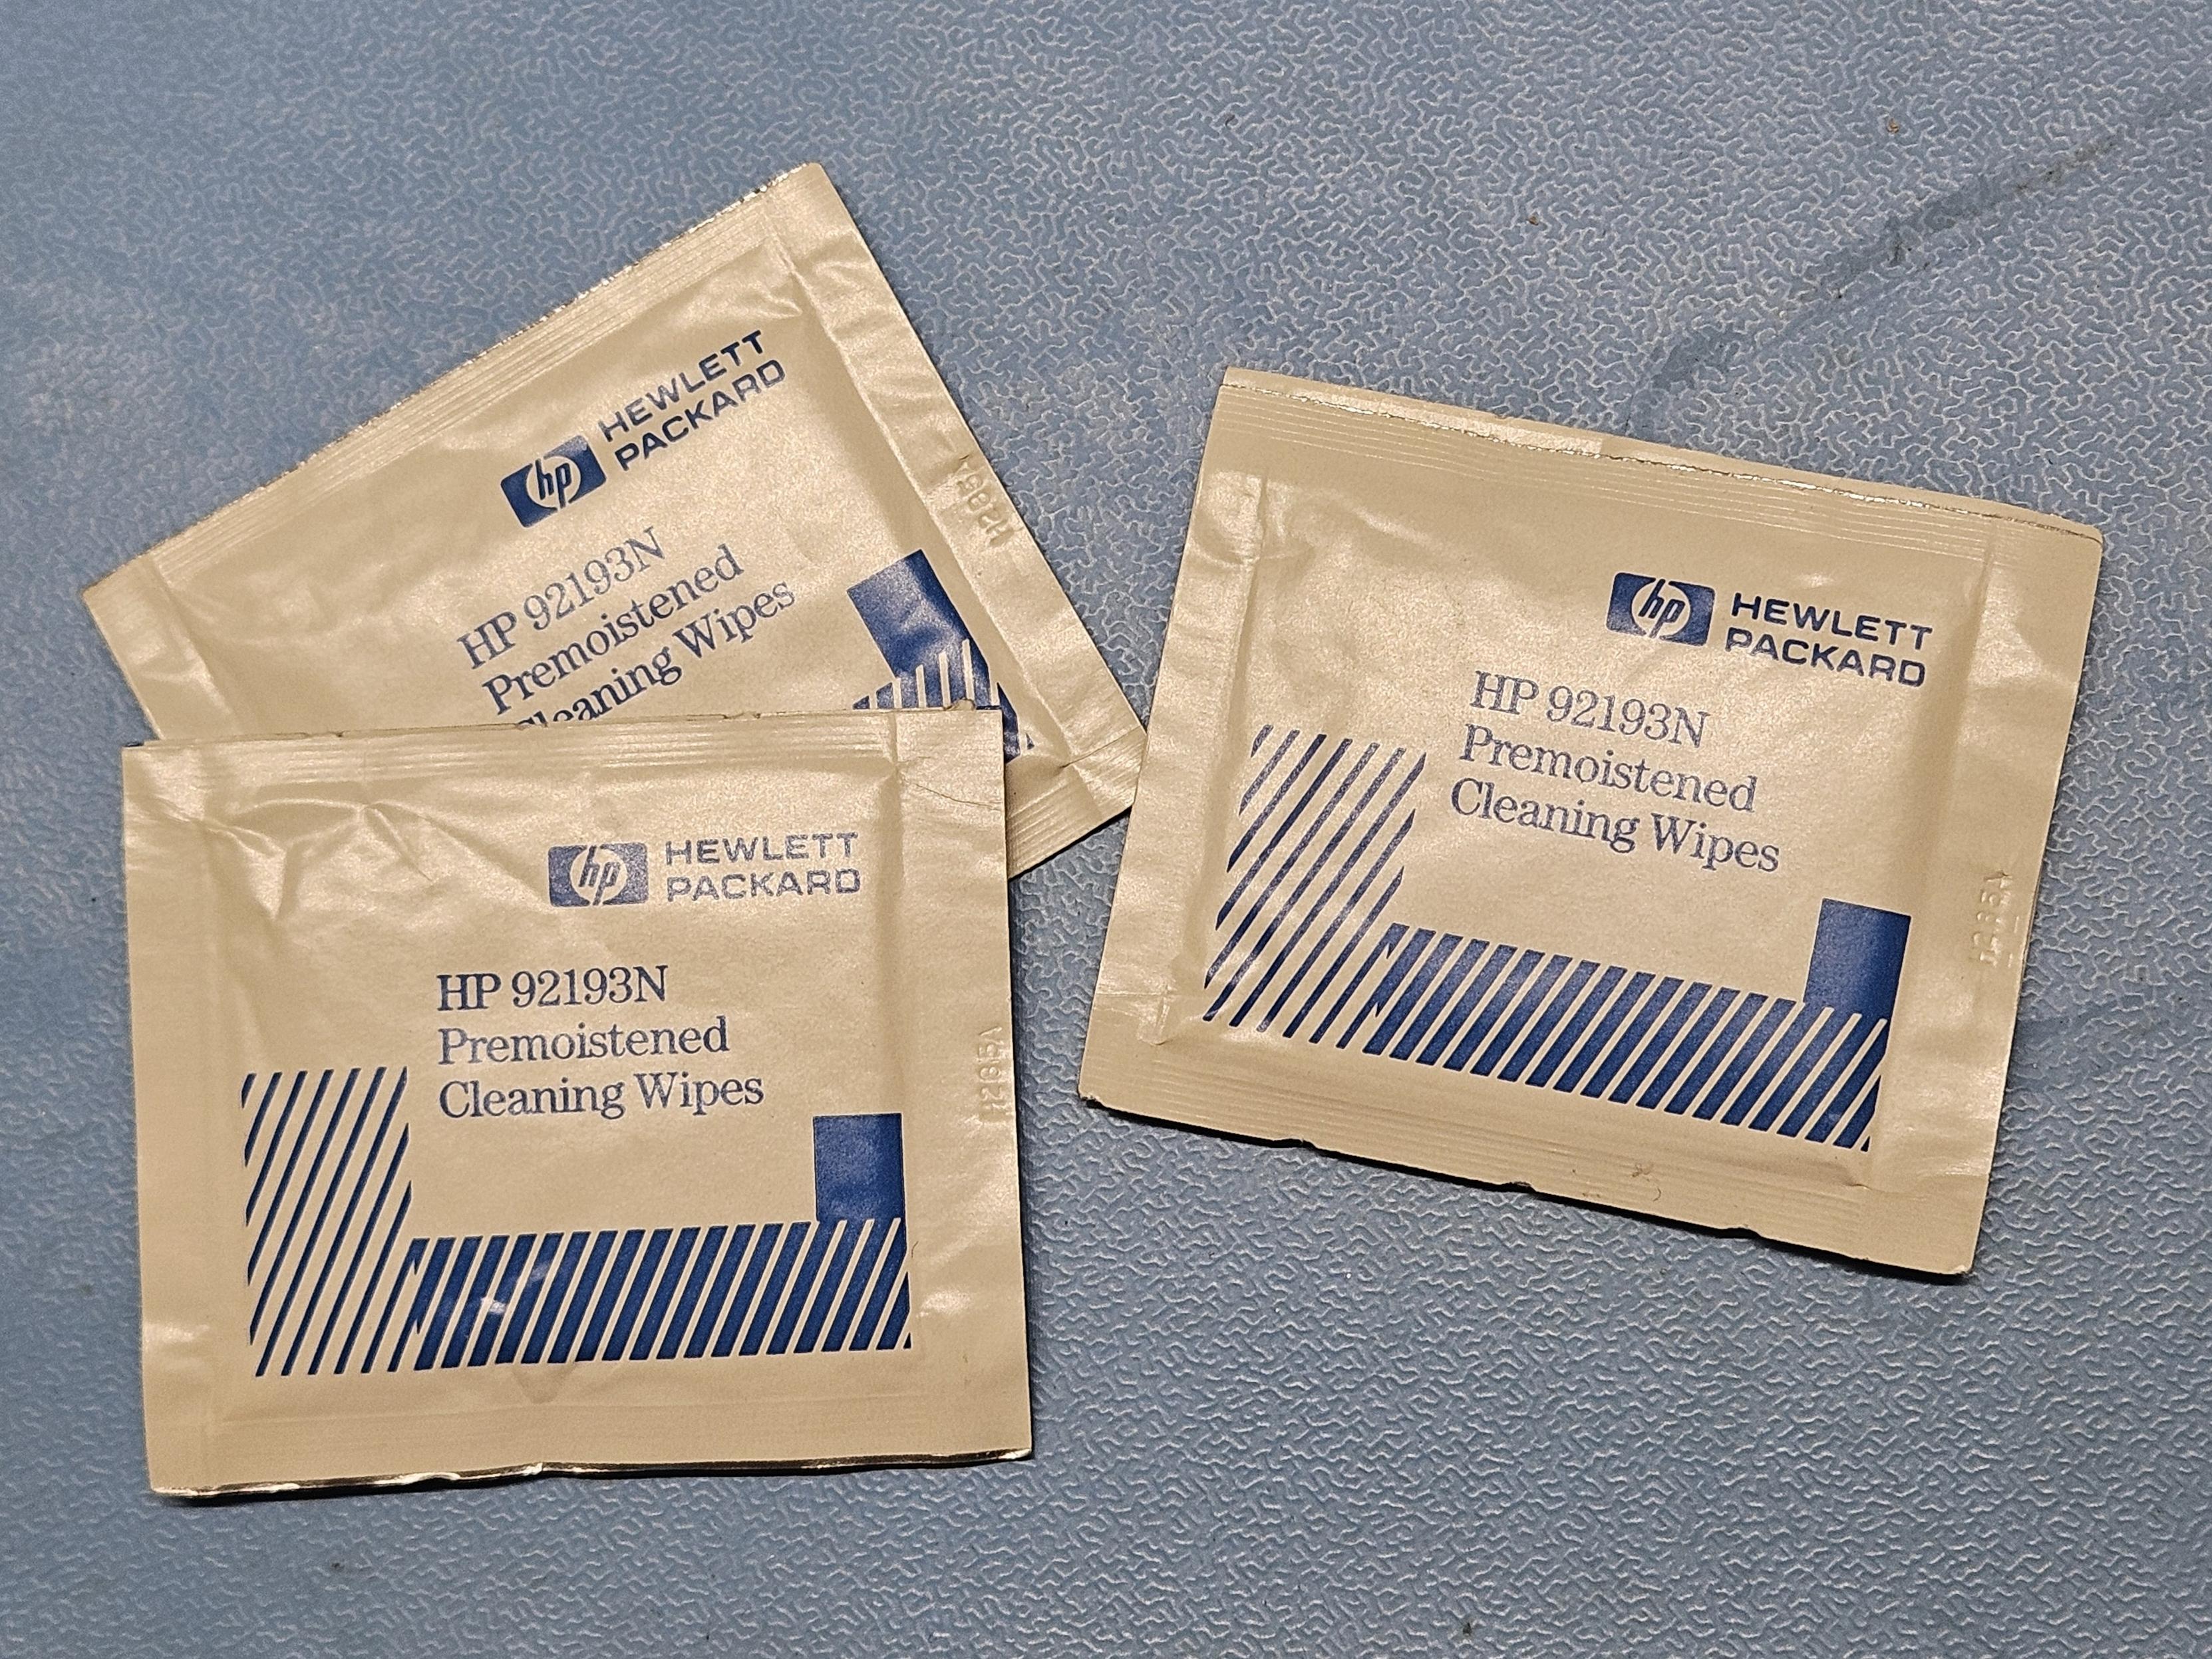 hp HEWLETT
PACKARD
HP 92193N
Premoistened
Cleaning Wipes
hp HEWLETT
PACKARD
HP 92193N
Premoistened
Cleaning Wipes
hp HEWLETT
PACKARD
HP 92193N
Premoistened
Cleaning Wipes